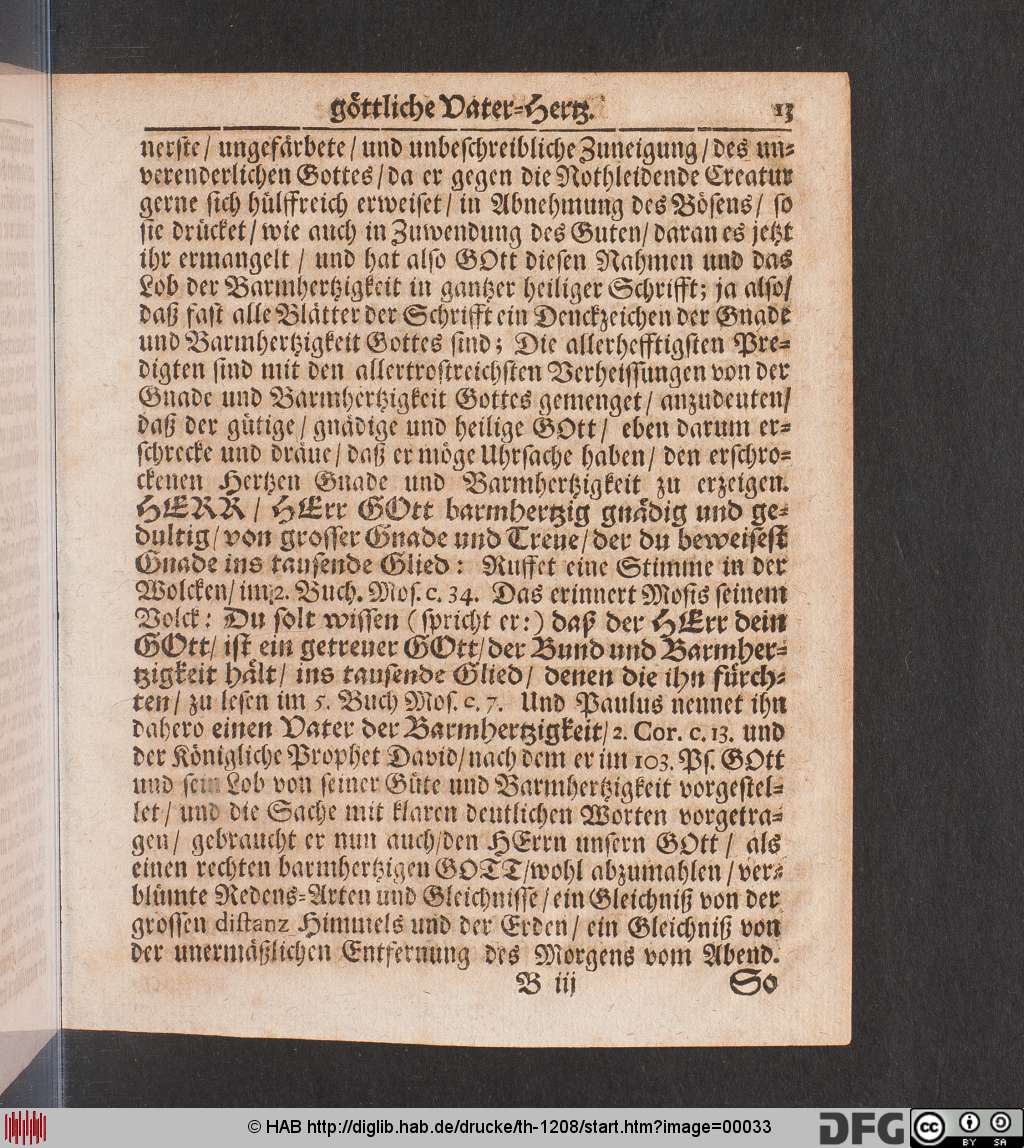 göttliche Vater-Hertz. 13
nerste/ ungefärbete/ und unbeschreibliche Zuneigung/ des un-
verenderlichen Gottes/ da er gegen die Nothleidende Creatur
gerne sich hülffreich erweiset/ in Abnehmung des Bösens/ so
sie drücket/ wie auch in Zuwendung des Guten/ daran es jetzt
ihr ermangelt / und hat also GOtt diesen Nahmen und das
Lob der Barmhertzigkeit in gantzer heiliger Schrifft; ja also/
daß fast alle Blätter der Schrifft ein Denckzeichen der Gnade
und Barmhertzigkeit Gottes sind; Die allerhefftigsten Pre-
digten sind mit den allertrostreichsten Verheissungen von der
Gnade und Barmhertzigkeit Gottes gemenget/ anzudeuten/
daß der gütige/ gnädige und heilige GOtt/ eben darum er-
schrecke und dräue/ daß er möge Uhrsache haben/ den erschro-
ckenen Hertzen Gnade und Barmhertzigkeit zu erzeigen.
HERR / HErr GOtt barmhertzig gnädig und ge-
dultig/ von grosser Gnade und Treue/ der du beweisest
Gnade ins tausende Glied: Ruffet eine Stimme in der
Wolcken/ im 2. Buch. Mos. c. 34. Das erinnert Mosis seinem
Volck: Du solt wissen (spricht er:) daß der HErr dein
GOtt/ ist ein getreuer GOtt/ der Bund und Barmher-
tzigkeit hält/ ins tausende Glied/ denen die ihn fürch-
ten/ zu lesen im 5. Buch Mos. c. 7. Und Paulus nennet ihn
dahero einen Vater der Barmhertzigkeit/ 2. Cor. c. 13. und
der Königliche Prophet David/ nach dem er im 103. Ps. GOtt
und sein Lob von seiner Güte und Barmhertzigkeit vorgestel-
let/ und die Sache mit klaren deutlichen Worten vorgetra-
gen/ gebraucht er nun auch/ den HErrn unsern GOtt/ als
einen rechten barmhertzigen GOTT/ wohl abzumahlen/ ver-
blümte Redens-Arten und Gleichnisse/ ein Gleichniß von der
grossen distanz Himmels und der Erden/ ein Gleichniß von
der unermäßlichen Entfernung des Morgens vom Abend.
B iij So
© HAB http://diglib.hab.de/drucke/th-1208/start.htm?image=00033
DFG cc BY SA